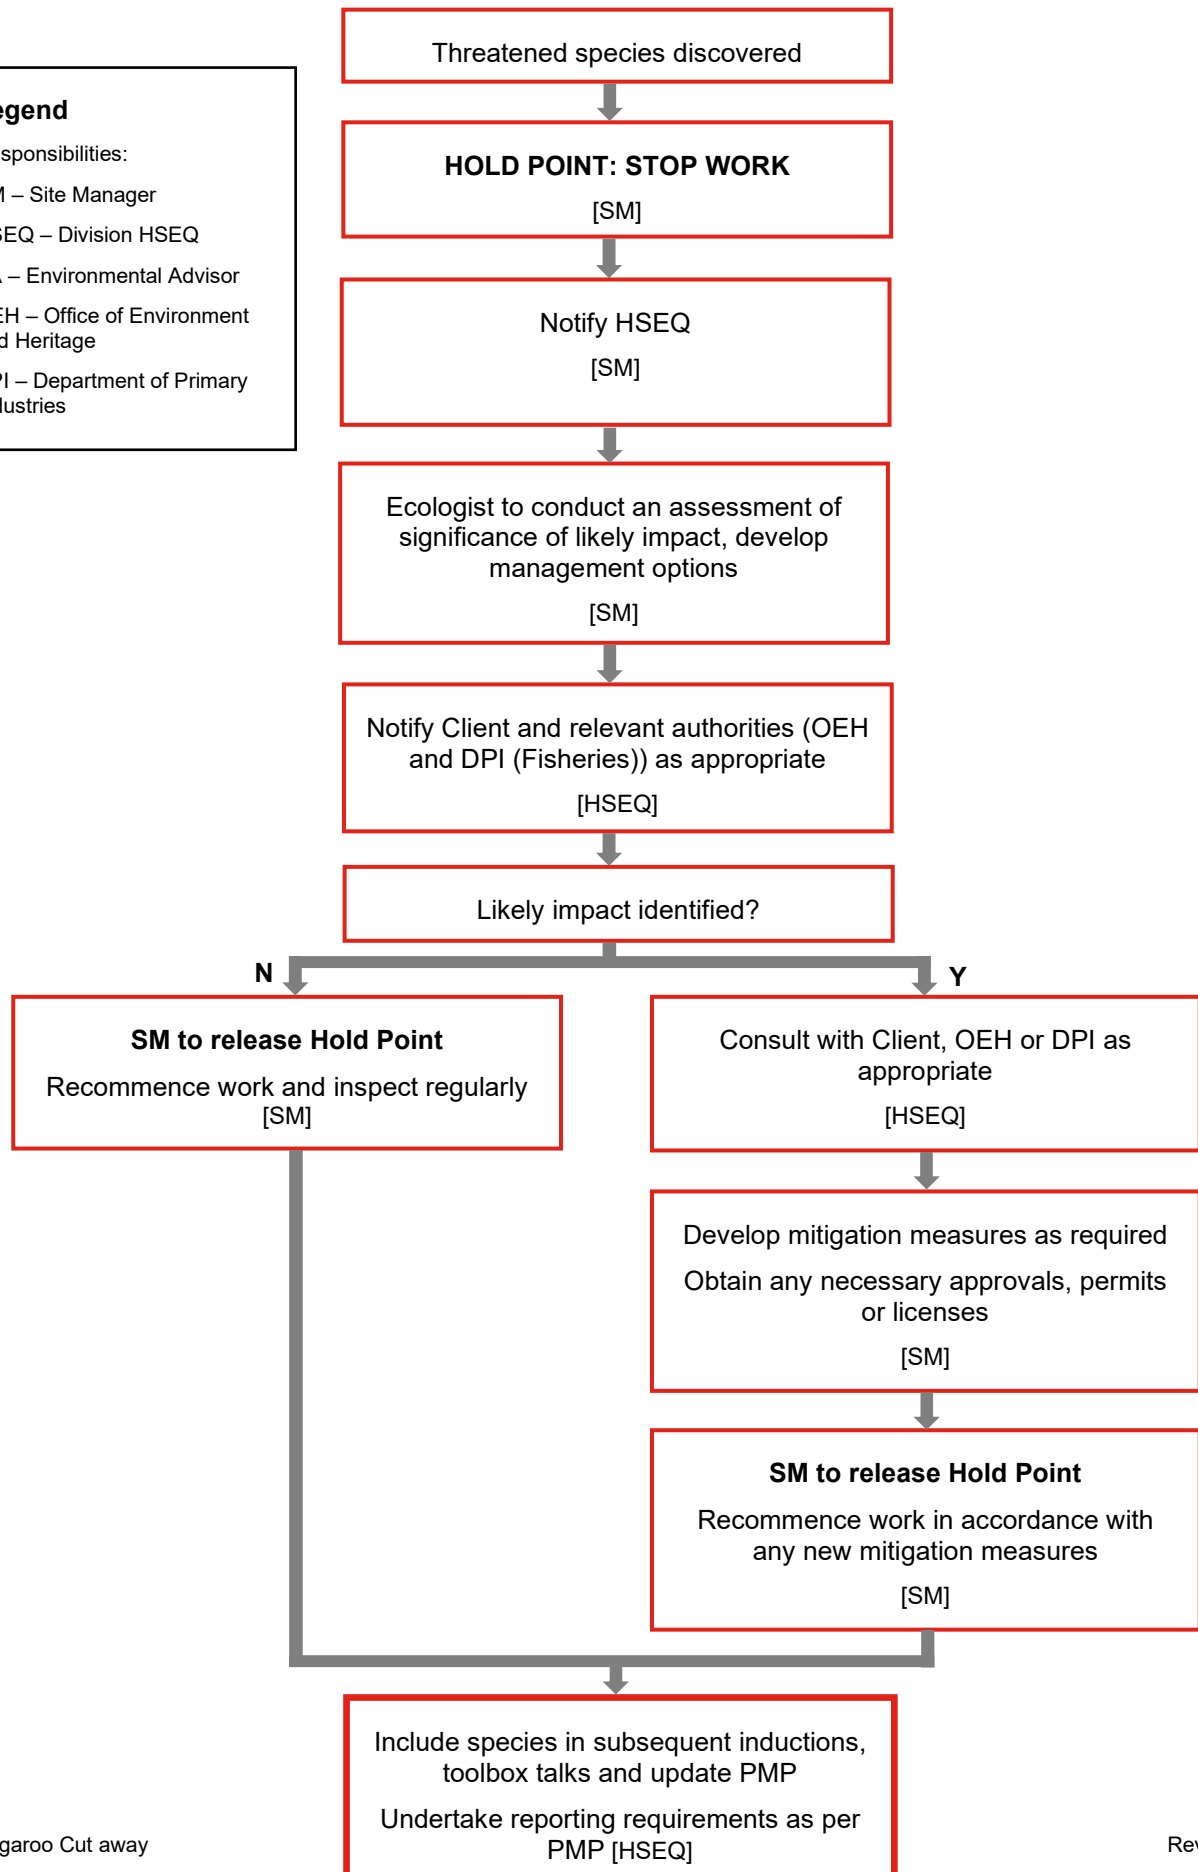 Threatened species discovered
egend
sponsibilities:
M – Site Manager
SEQ – Division HSEQ
A – Environmental Advisor
EH – Office of Environment
d Heritage
PI – Department of Primary
dustries
HOLD POINT: STOP WORK
[SM]
Notify HSEQ
[SM]
Ecologist to conduct an assessment of
significance of likely impact, develop
management options
[SM]
Notify Client and relevant authorities (OEH
and DPI (Fisheries)) as appropriate
[HSEQ]
Likely impact identified?
N
Y
SM to release Hold Point
Recommence work and inspect regularly
[SM]
Consult with Client, OEH or DPI as
appropriate
[HSEQ]
Develop mitigation measures as required
Obtain any necessary approvals, permits
or licenses
[SM]
SM to release Hold Point
Recommence work in accordance with
any new mitigation measures
[SM]
Include species in subsequent inductions,
toolbox talks and update PMP
Undertake reporting requirements as per
PMP [HSEQ]
garoo Cut away
Rev